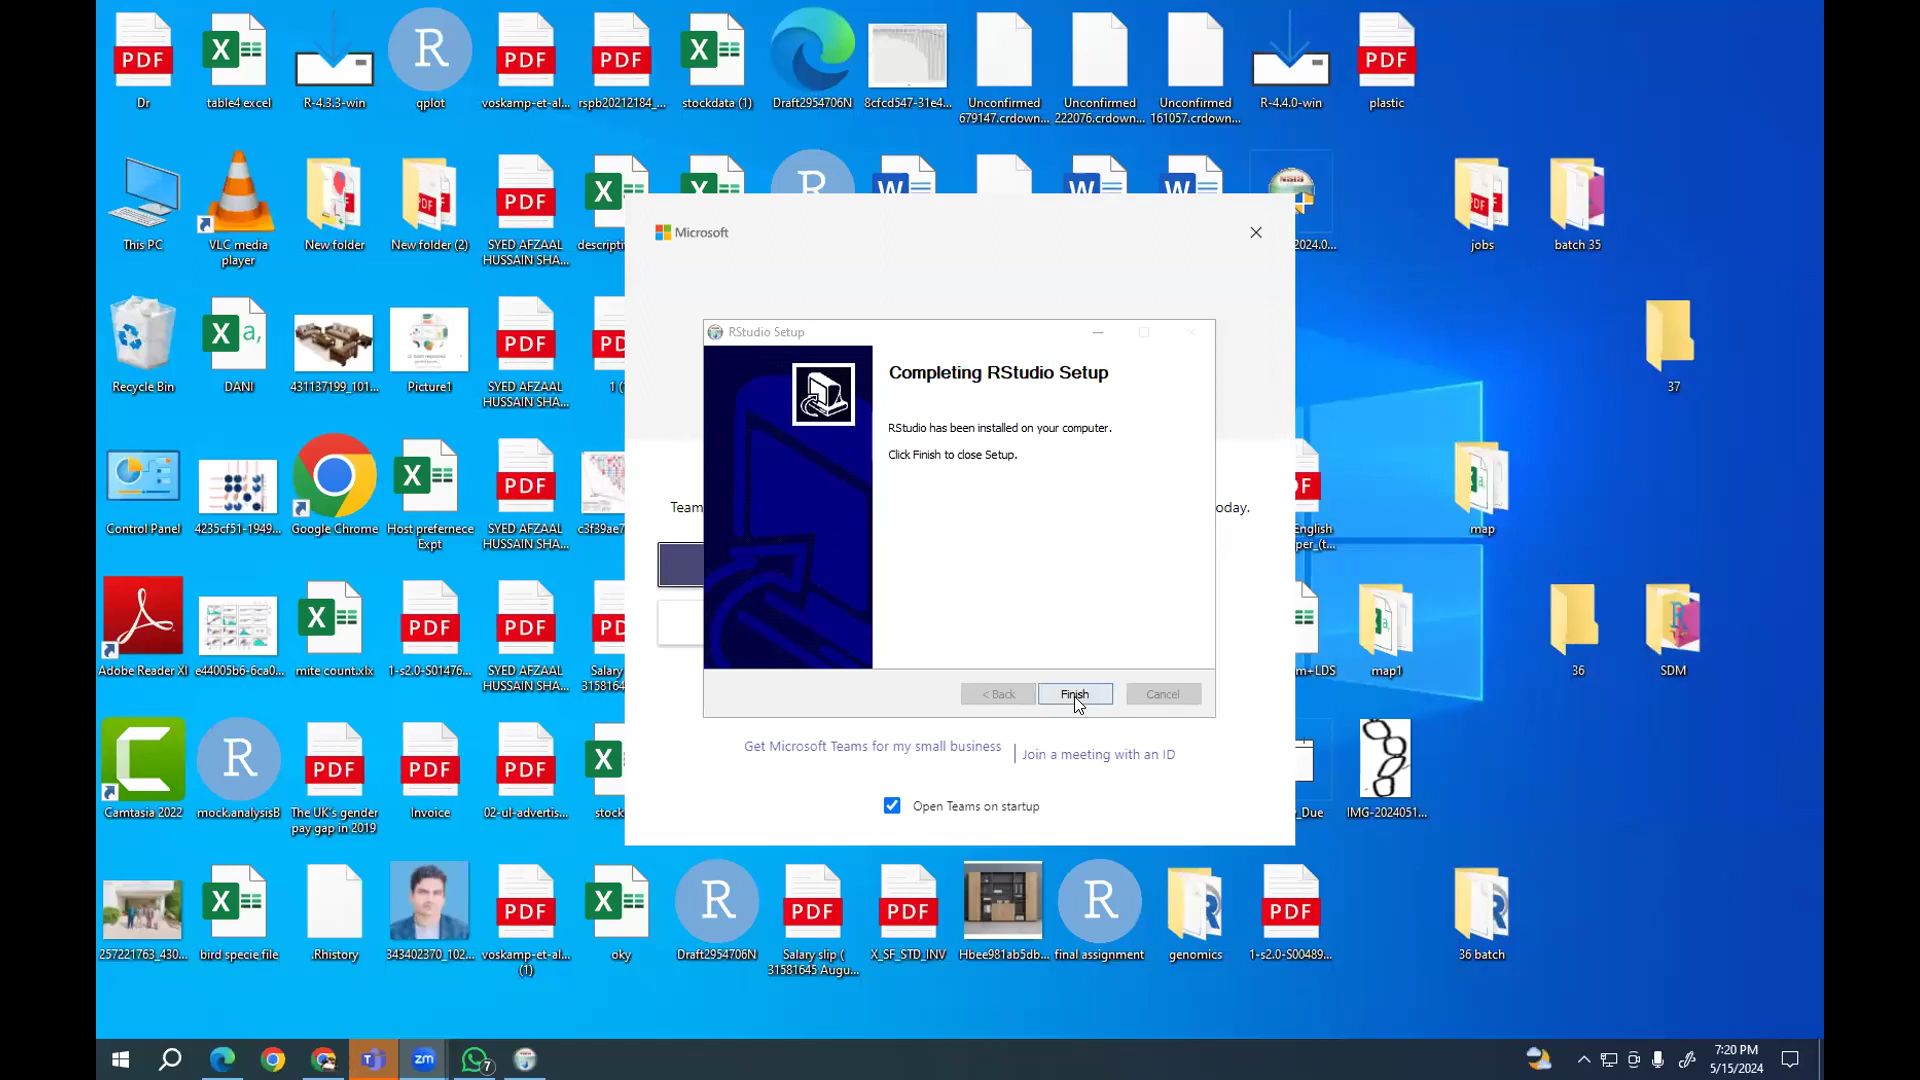 PDF
X
R
PDF
PDF
X
PDF
Dr
table4 excel
R-4.3.3-win
qplot
voskamp-et-al...
rspb20212184_...
stockdata (1)
Draft2954706N
8cfcd547-31e4...
Unconfirmed
679147.crdown...
Unconfirmed
222076.crdown...
Unconfirmed
161057.crdown...
R-4.4.0-win
plastic
This PC
VLC media
player
New folder
New folder (2)
SYED AFZAAL
HUSSAIN SHA...
descripti
2024.0...
jobs
batch 35
Microsoft
Recycle Bin
DANI
431137199_101...
Picture1
SYED AFZAAL
HUSSAIN SHA...
1 (
37
RStudio Setup
Completing RStudio Setup
RStudio has been installed on your computer.
Click Finish to close Setup.
Team
oday.
Control Panel
4235cf51-1949...
Google Chrome
Host prefernece
Expt
SYED AFZAAL
HUSSAIN SHA...
c3f39ae7
English
per_(t...
map
Adobe Reader XI
e44005b6-6ca0...
mite count.xlx
1-s2.0-S01476...
SYED AFZAAL
HUSSAIN SHA...
Salary
3158164
m+LDS
map1
36
SDM
< Back
Finish
Cancel
Get Microsoft Teams for my small business
Join a meeting with an ID
Open Teams on startup
Camtasia 2022
mock.analysisB
The UK's gender
pay gap in 2019
Invoice
02-ul-advertis...
stock
_Due
IMG-2024051...
257221763_430...
bird specie file
.Rhistory
343402370_102...
voskamp-et-al...
(1)
oky
Draft2954706N
Salary slip (
31581645 Augu...
X_SF_STD_INV
Hbee981ab5db...
final assignment
genomics
1-s2.0-S00489...
36 batch
zm
7
7:20 PM
5/15/2024